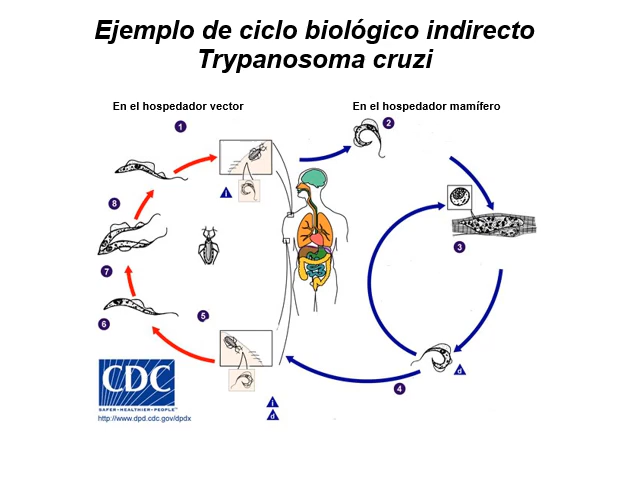 Ejemplo de ciclo biológico indirecto
Trypanosoma cruzi
En el hospedador vector
En el hospedador mamífero
1
2
i
8
3
7
5
6
d
4
i
d
CDC
SAFER·HEALTHIER·PEOPLE™
http://www.dpd.cdc.gov/dpdx